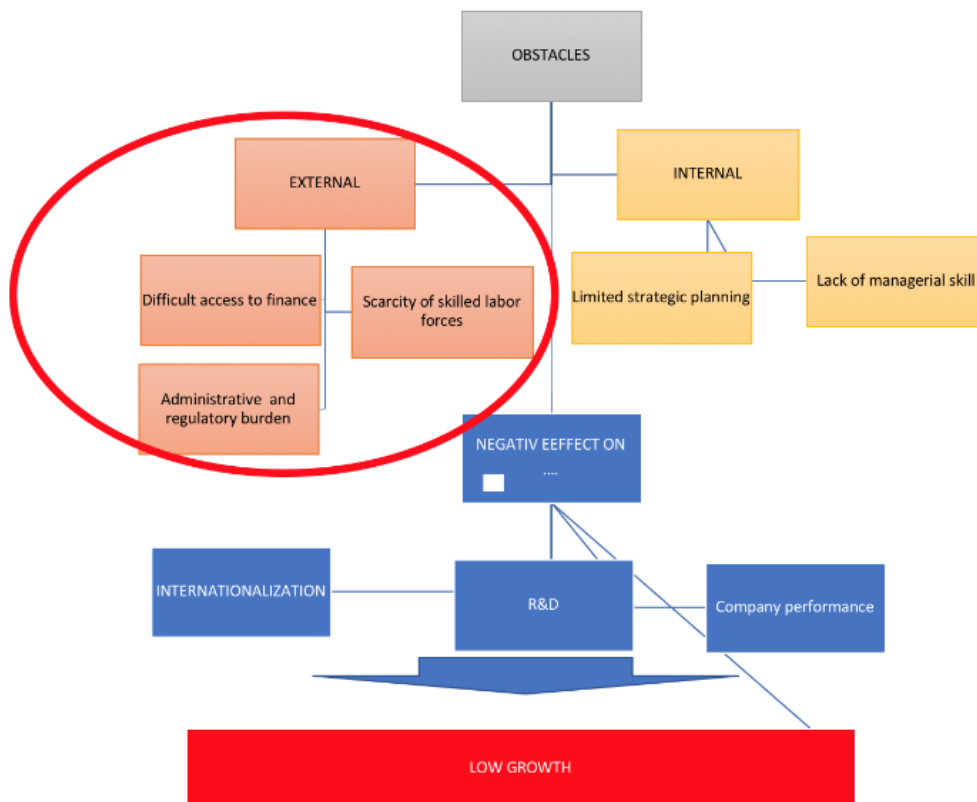 OBSTACLES
EXTERNAL
INTERNAL
Difficult access to finance
Scarcity of skilled labor
forces
Limited strategic planning
Lack of managerial skill
Administrative and
regulatory burden
NEGATIV EEFFECT ON
....
INTERNATIONALIZATION
R&D
Company performance
LOW GROWTH